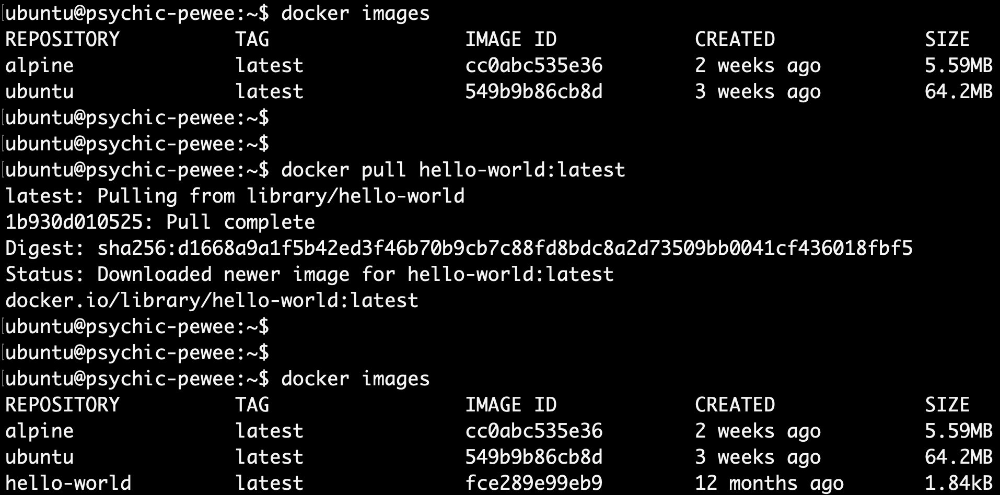 ubuntu@psychic-pewee:~$ docker images
REPOSITORY TAG IMAGE ID CREATED SIZE
alpine latest cc0abc535e36 2 weeks ago 5.59MB
ubuntu latest 549b9b86cb8d 3 weeks ago 64.2MB
ubuntu@psychic-pewee:~$
ubuntu@psychic-pewee:~$
ubuntu@psychic-pewee:~$ docker pull hello-world:latest
latest: Pulling from library/hello-world
1b930d010525: Pull complete
Digest: sha256:d1668a9a1f5b42ed3f46b70b9cb7c88fd8bdc8a2d73509bb0041cf436018fbf5
Status: Downloaded newer image for hello-world:latest
docker.io/library/hello-world:latest
ubuntu@psychic-pewee:~$
ubuntu@psychic-pewee:~$
ubuntu@psychic-pewee:~$ docker images
REPOSITORY TAG IMAGE ID CREATED SIZE
alpine latest cc0abc535e36 2 weeks ago 5.59MB
ubuntu latest 549b9b86cb8d 3 weeks ago 64.2MB
hello-world latest fce289e99eb9 12 months ago 1.84kB